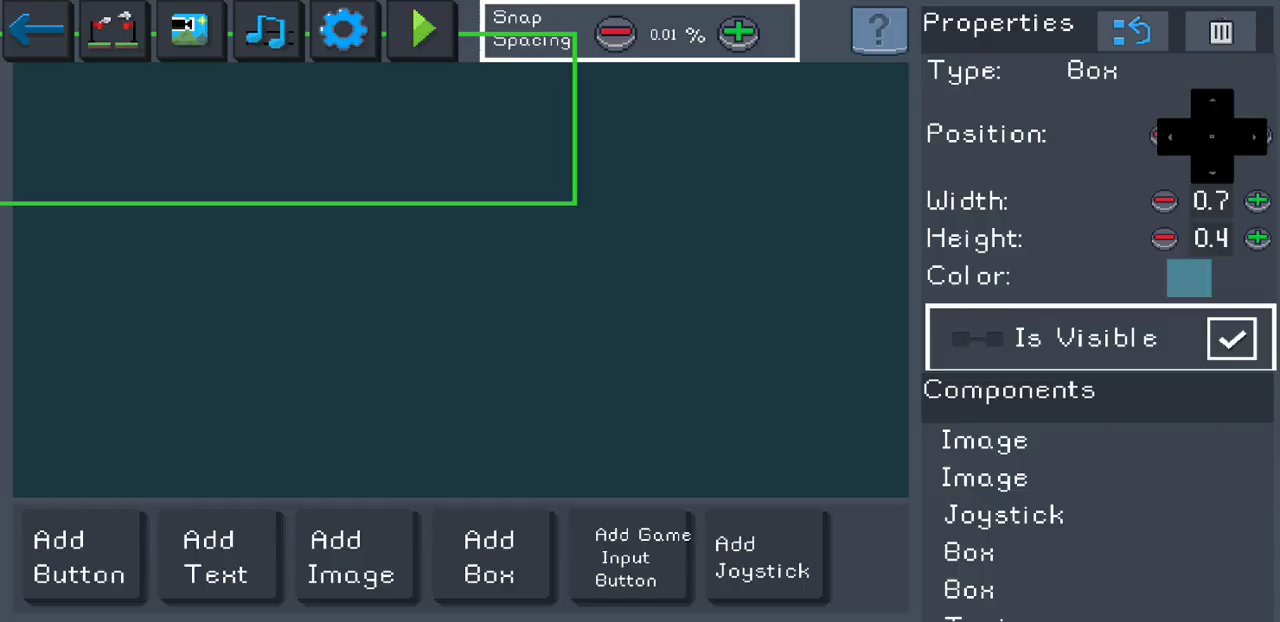 Snap
Spacing
0.01 %
?
Properties
Type: Box
Position:
Width: 0.7
Height: 0.4
Color:
Is Visible
Components
Image
Image
Joystick
Box
Box
Add
Button
Add
Text
Add
Image
Add
Box
Add Game
Input
Button
Add
Joystick